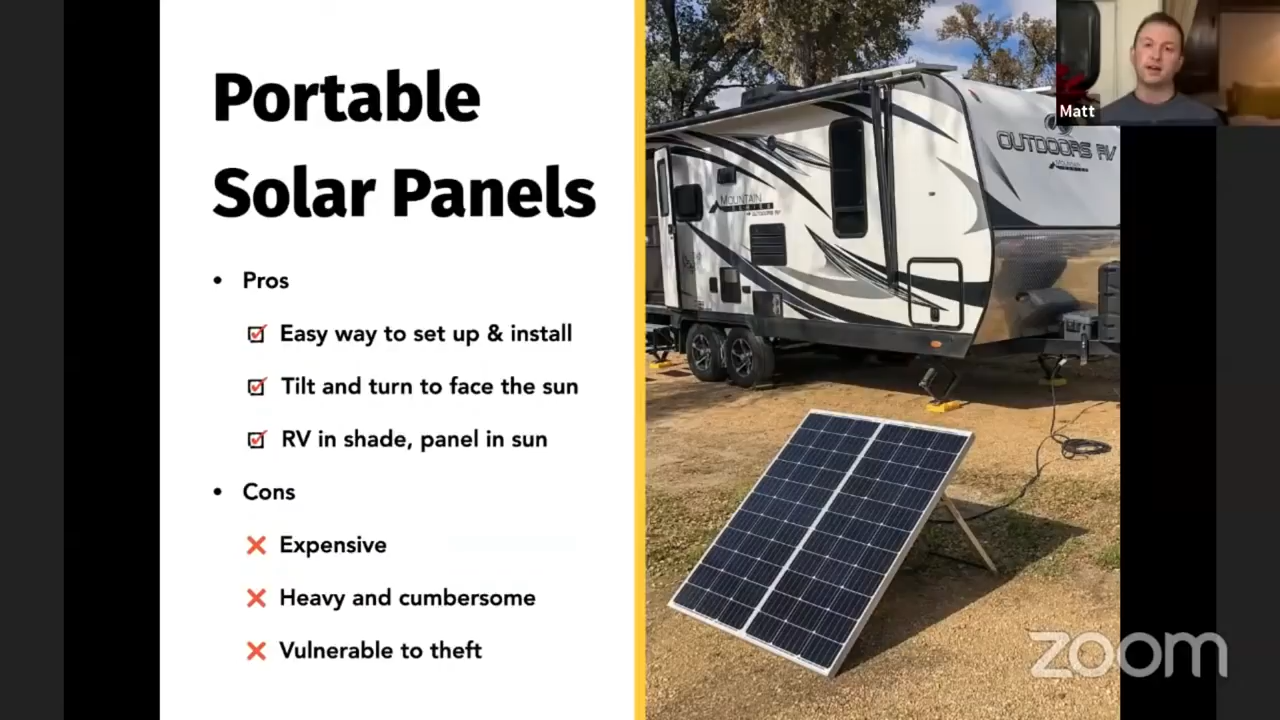 Portable
Solar Panels
• Pros
Easy way to set up & install
Tilt and turn to face the sun
RV in shade, panel in sun
• Cons
Expensive
Heavy and cumbersome
Vulnerable to theft
OUTDOORS RV
MOUNTAIN
SERIES
Matt
zoom